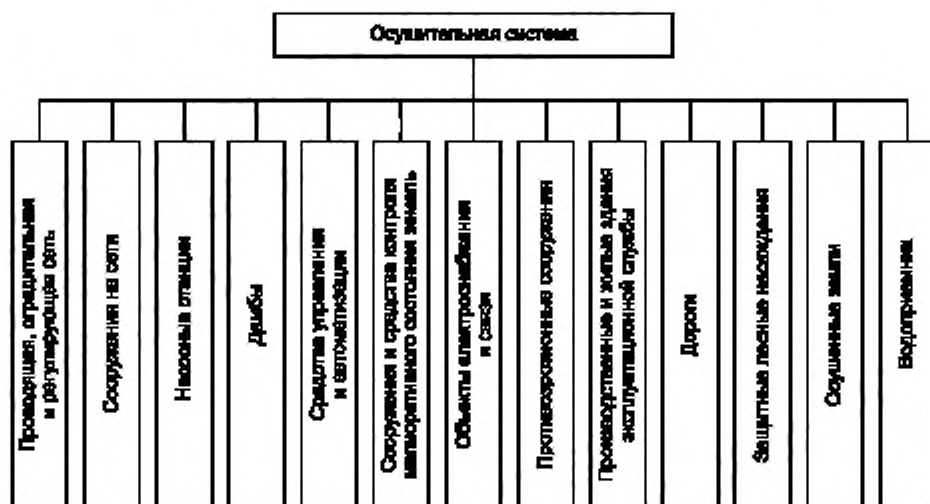 Осушительная система
Проводящая, оградительная
и регулирующая сеть
Сооружения на сети
Насосные станции
Дамбы
Средства управления
и автоматизации
Сооружения и средства контроля
мелиоративного состояния земель
Объекты электроснабжения
и связи
Противоэрозионные сооружения
Производственные и жилые здания
эксплуатационной службы
Дороги
Защитные лесные насаждения
Осушенные земли
Водоприемник